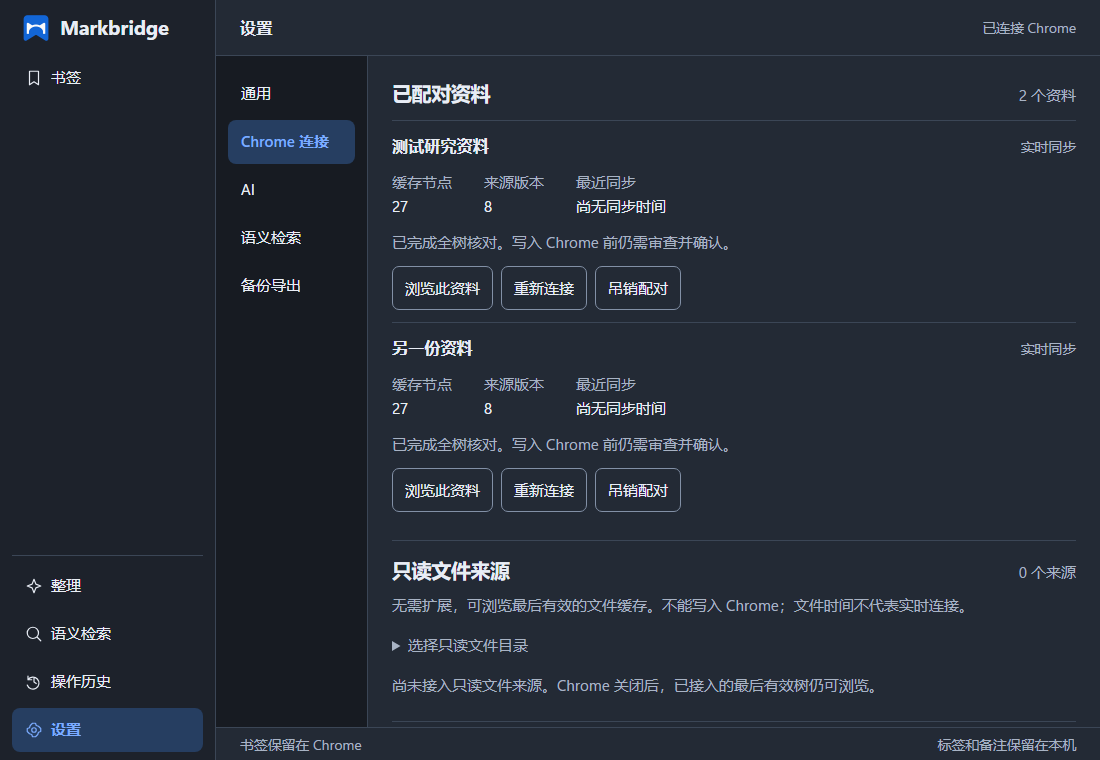 Markbridge
书签
整理
语义检索
操作历史
设置
设置
已连接 Chrome
通用
Chrome 连接
AI
语义检索
备份导出
已配对资料
2 个资料
测试研究资料
实时同步
缓存节点 来源版本 最近同步
27 8 尚无同步时间
已完成全树核对。写入 Chrome 前仍需审查并确认。
浏览此资料 重新连接 吊销配对
另一份资料
实时同步
缓存节点 来源版本 最近同步
27 8 尚无同步时间
已完成全树核对。写入 Chrome 前仍需审查并确认。
浏览此资料 重新连接 吊销配对
只读文件来源
0 个来源
无需扩展，可浏览最后有效的文件缓存。不能写入 Chrome；文件时间不代表实时连接。
选择只读文件目录
尚未接入只读文件来源。Chrome 关闭后，已接入的最后有效树仍可浏览。
书签保留在 Chrome
标签和备注保留在本机